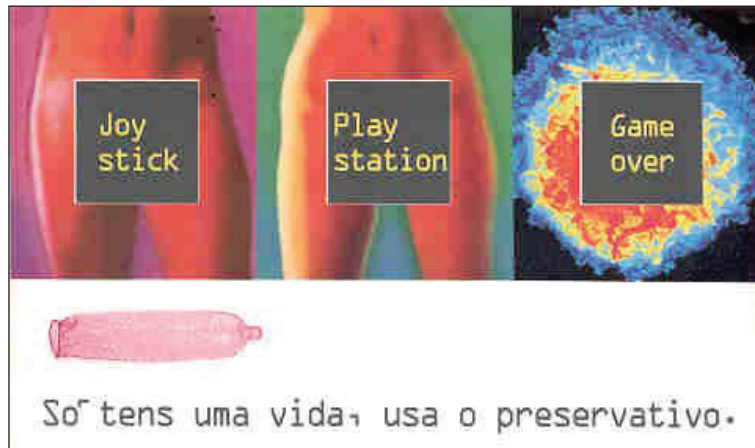 Joy
stick
Play
station
Game
over
Só tens uma vida, usa o preservativo.